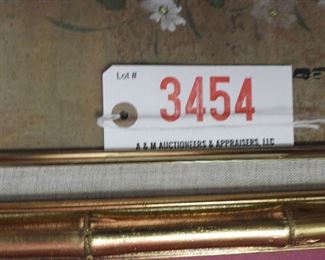 Lot #
3454
A & M AUCTIONEERS & APPRAISERS, LLC